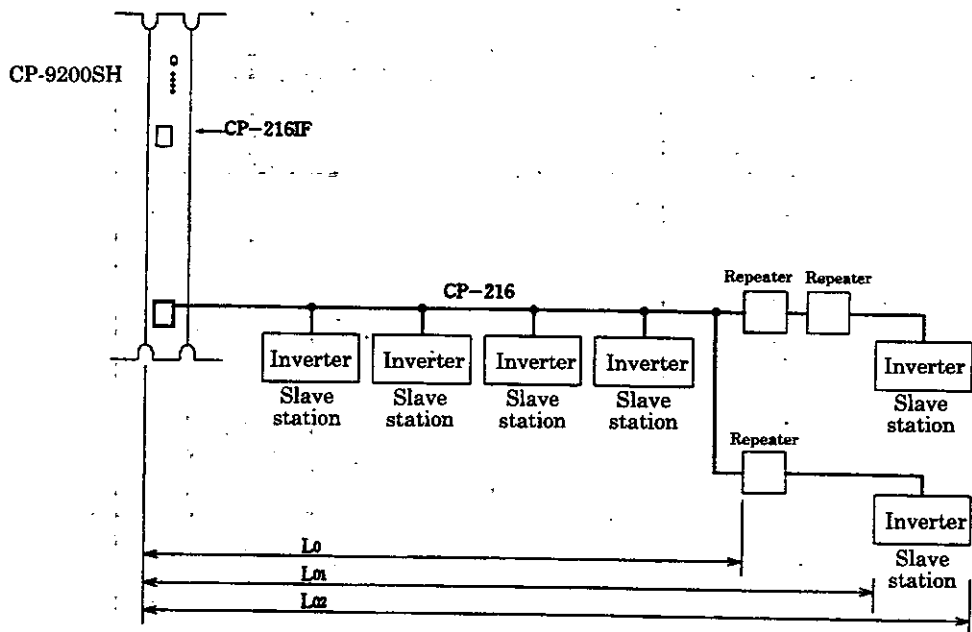 CP-9200SH
CP-216IF
CP-216
Repeater
Repeater
Inverter
Inverter
Inverter
Inverter
Inverter
Slave
station
Slave
station
Slave
station
Slave
station
Slave
station
Repeater
Inverter
Slave
station
L0
L01
L02